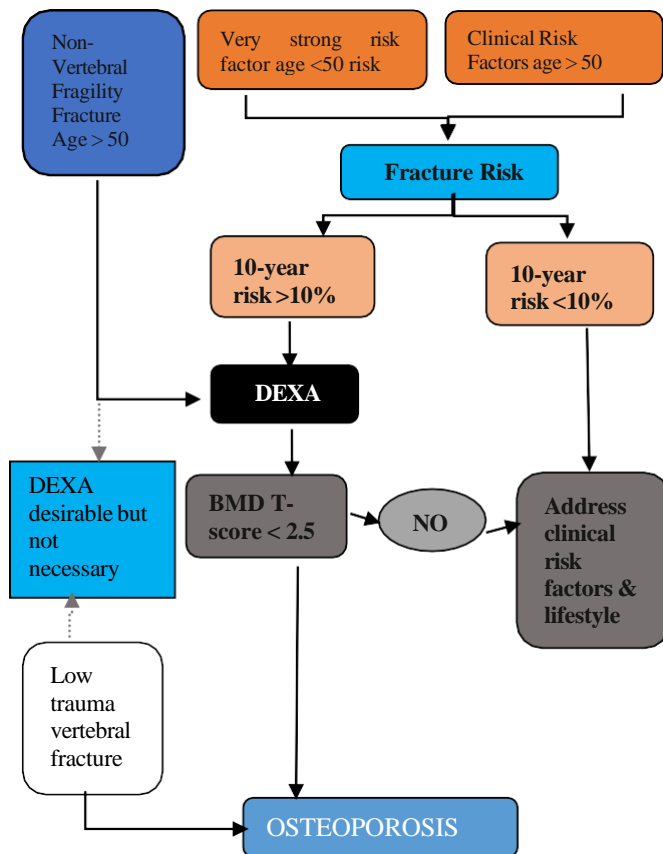 Non-
Vertebral
Fragility
Fracture
Age > 50
Very strong risk
factor age <50 risk
Clinical Risk
Factors age > 50
Fracture Risk
10-year
risk >10%
10-year
risk <10%
DEXA
DEXA
desirable but
not
necessary
BMD T-
score < 2.5
NO
Address
clinical
risk
factors &
lifestyle
Low
trauma
vertebral
fracture
OSTEOPOROSIS